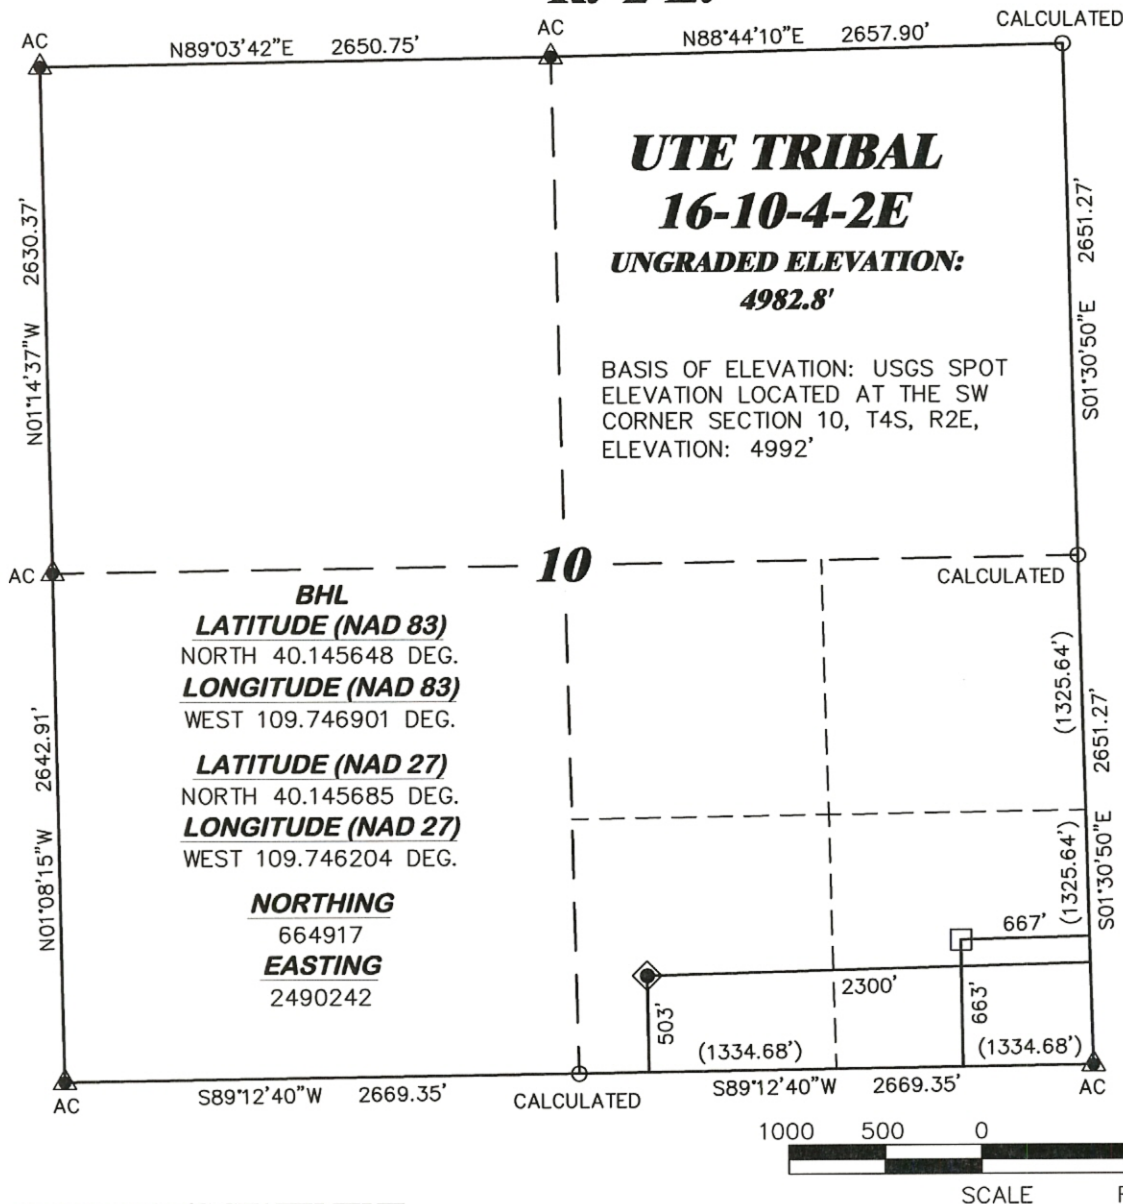 AC
N89°03'42"E 2650.75'
AC
N88°44'10"E 2657.90'
CALCULATED
N01°14'37"W 2630.37'
UTE TRIBAL
16-10-4-2E
UNGRADED ELEVATION:
4982.8'
BASIS OF ELEVATION: USGS SPOT
ELEVATION LOCATED AT THE SW
CORNER SECTION 10, T4S, R2E,
ELEVATION: 4992'
S01°30'50"E 2651.27'
AC
10
CALCULATED
BHL
LATITUDE (NAD 83)
NORTH 40.145648 DEG.
LONGITUDE (NAD 83)
WEST 109.746901 DEG.
LATITUDE (NAD 27)
NORTH 40.145685 DEG.
LONGITUDE (NAD 27)
WEST 109.746204 DEG.
NORTHING
664917
EASTING
2490242
N01°08'15"W 2642.91'
(1325.64')
S01°30'50"E 2651.27'
(1325.64')
667'
2300'
503'
663'
(1334.68')
(1334.68')
AC
S89°12'40"W 2669.35'
CALCULATED
S89°12'40"W 2669.35'
AC
1000 500 0
SCALE